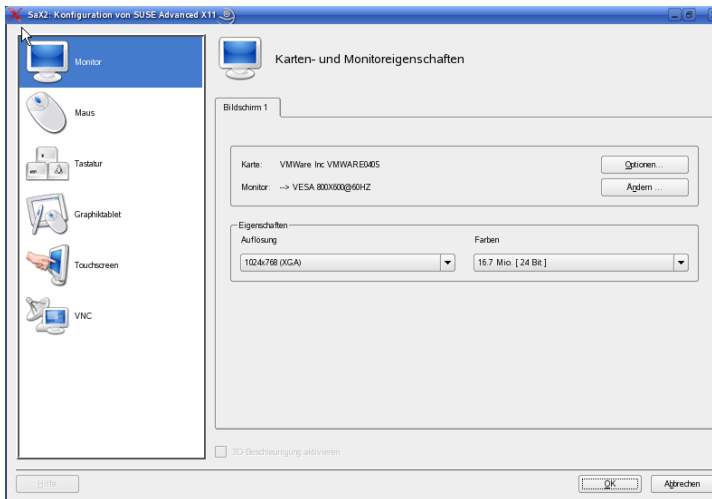 SaX2: Konfiguration von SUSE Advanced X11
Monitor
Maus
Tastatur
Graphiktablet
Touchscreen
VNC
Karten- und Monitoreigenschaften
Bildschirm 1
Karte: VMWare Inc VMWARE0405
Optionen...
Monitor: --> VESA 800X600@60HZ
Ändern ...
Eigenschaften
Auflösung
Farben
1024x768 (XGA)
16.7 Mio. [ 24 Bit ]
3D-Beschleunigung aktivieren
Hilfe
OK
Abbrechen